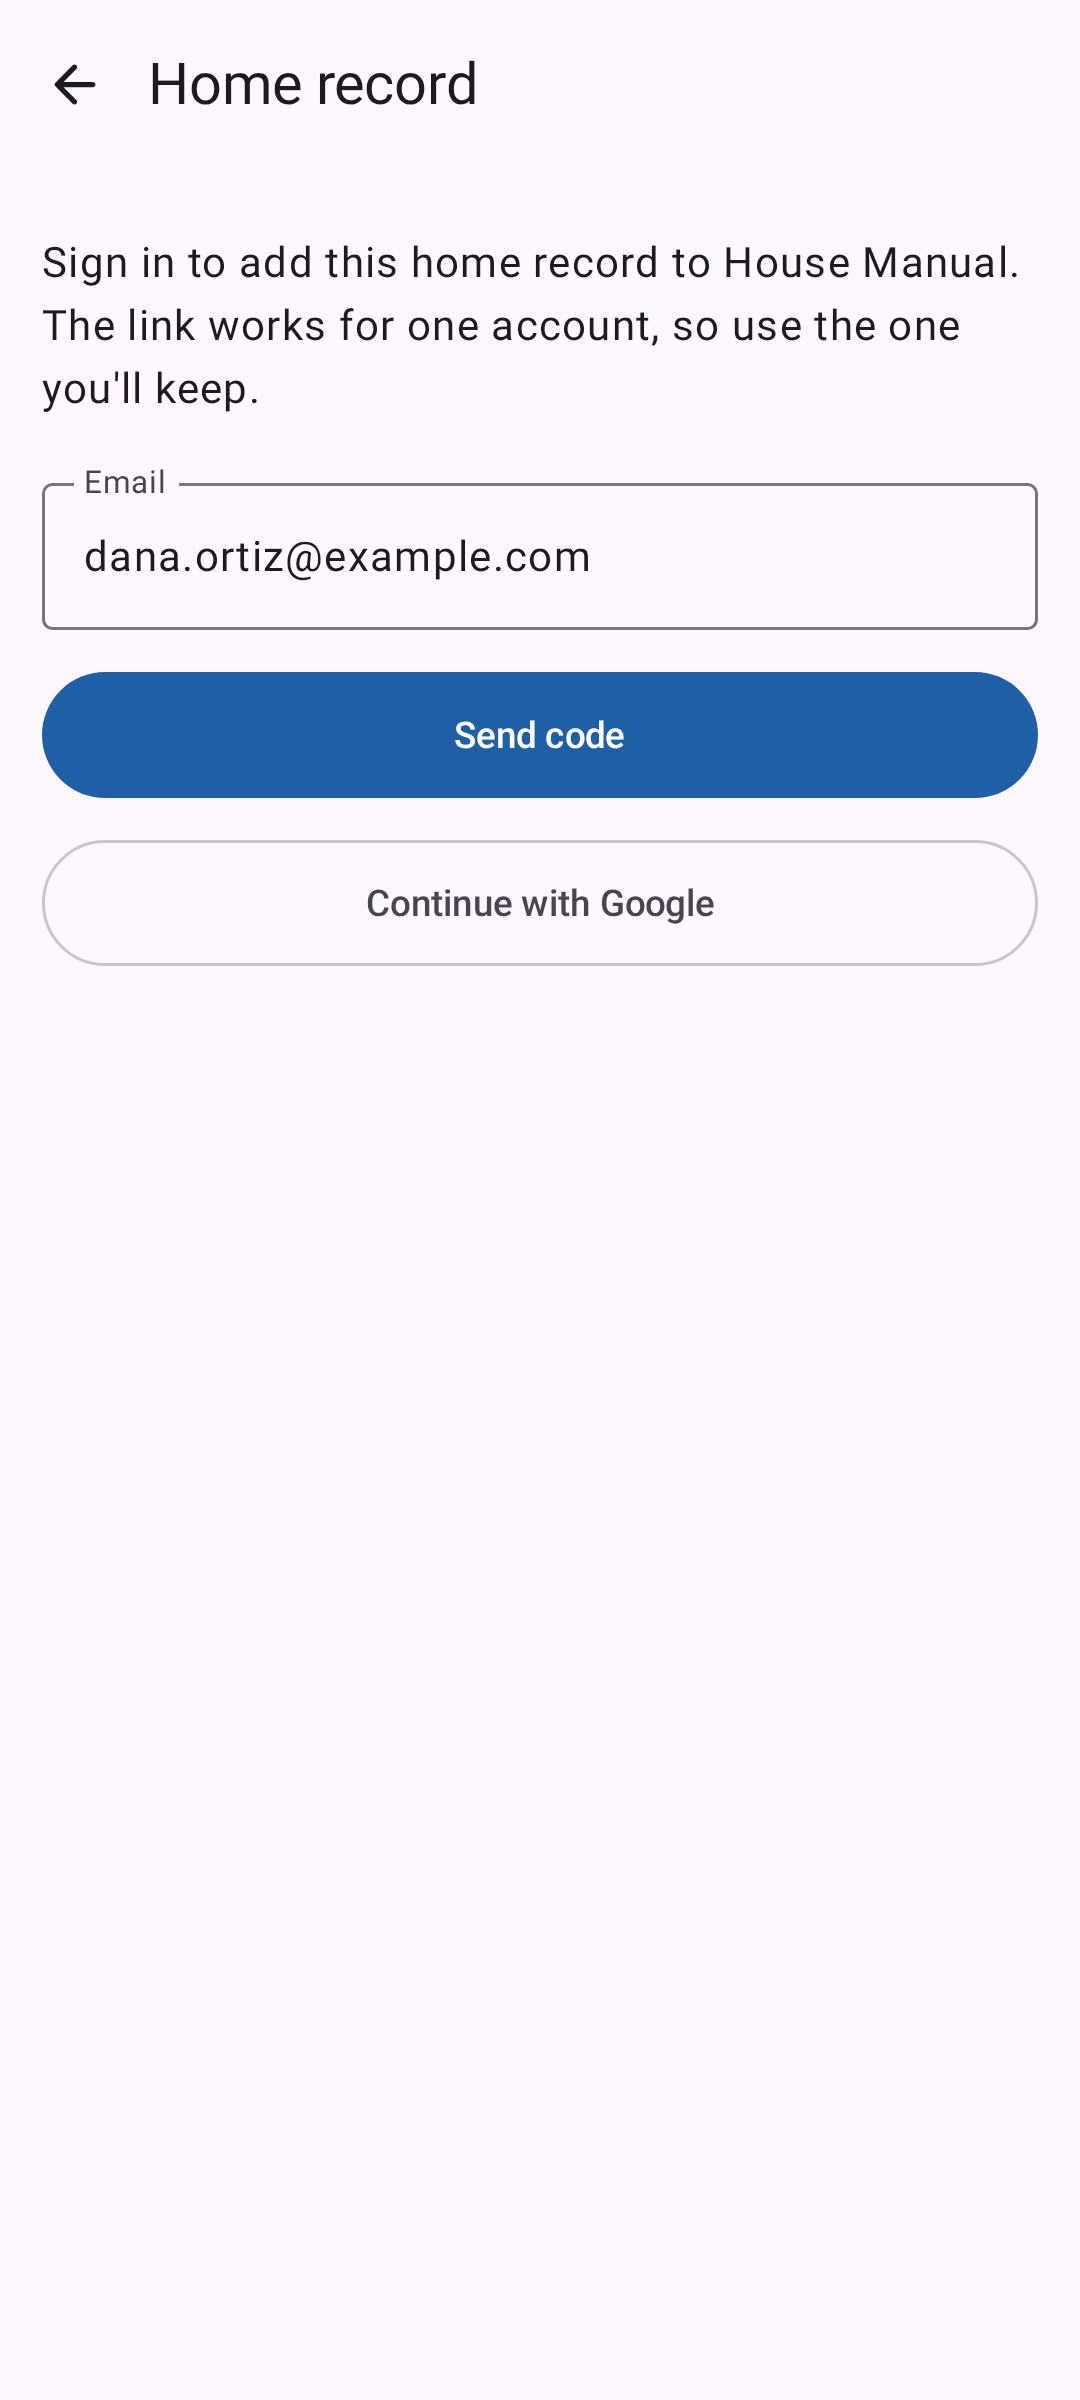 Home record
Sign in to add this home record to House Manual.
The link works for one account, so use the one
you'll keep.
Email
dana.ortiz@example.com
Send code
Continue with Google